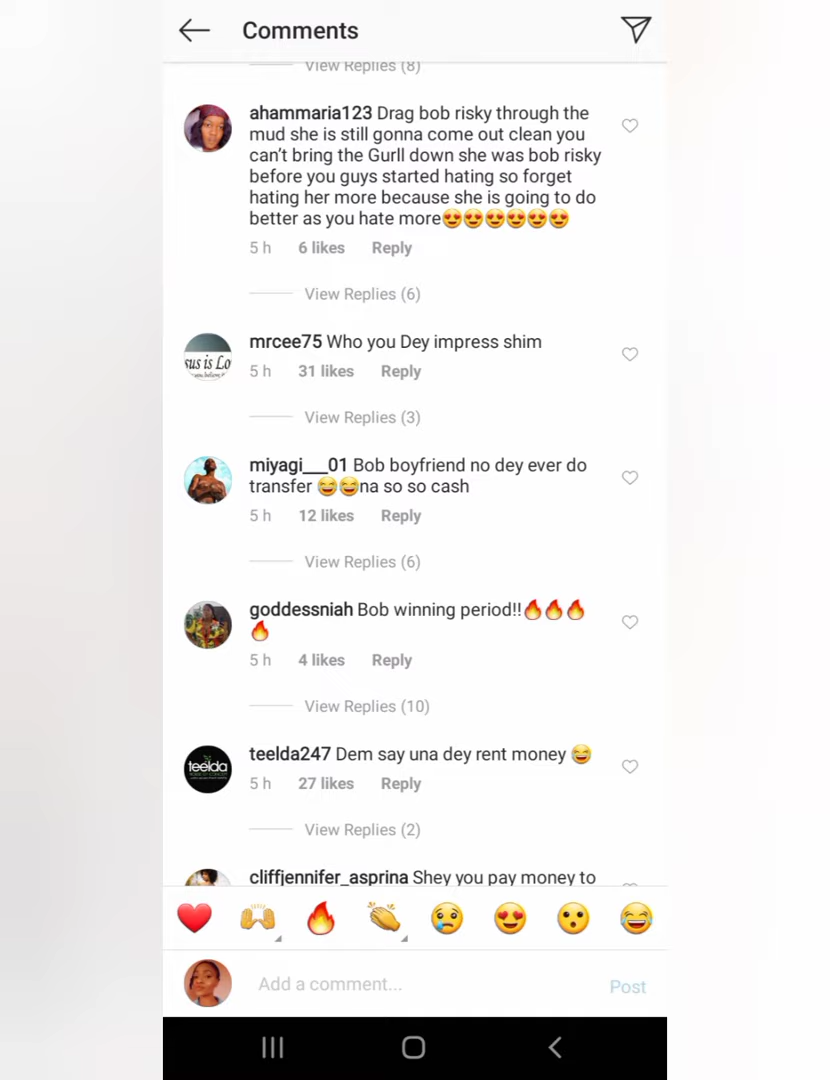 Comments
View Replies (8)
ahammaria123 Drag bob risky through the
mud she is still gonna come out clean you
can't bring the Gurll down she was bob risky
before you guys started hating so forget
hating her more because she is going to do
better as you hate more😍😍😍😍😍😍
5 h 6 likes Reply
View Replies (6)
sus is Lo
mrcee75 Who you Dey impress shim
5 h 31 likes Reply
View Replies (3)
miyagi___01 Bob boyfriend no dey ever do
transfer 😂😂na so so cash
5 h 12 likes Reply
View Replies (6)
goddessniah Bob winning period!!🔥🔥🔥
🔥
5 h 4 likes Reply
View Replies (10)
teelda
teelda247 Dem say una dey rent money 😂
5 h 27 likes Reply
View Replies (2)
cliffjennifer_asprina Shey you pay money to
Add a comment...
Post